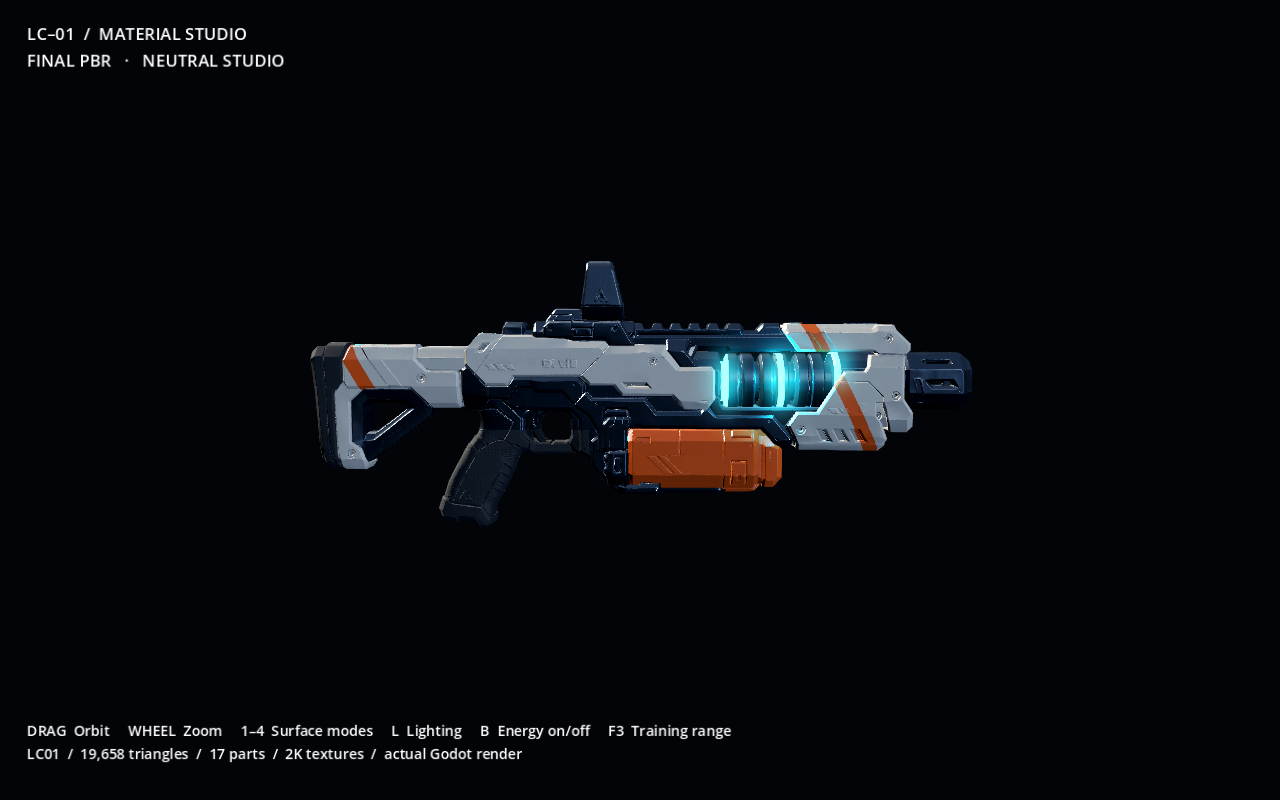 LC–01 / MATERIAL STUDIO
FINAL PBR · NEUTRAL STUDIO
DRAG Orbit WHEEL Zoom 1–4 Surface modes L Lighting B Energy on/off F3 Training range
LC01 / 19,658 triangles / 17 parts / 2K textures / actual Godot render